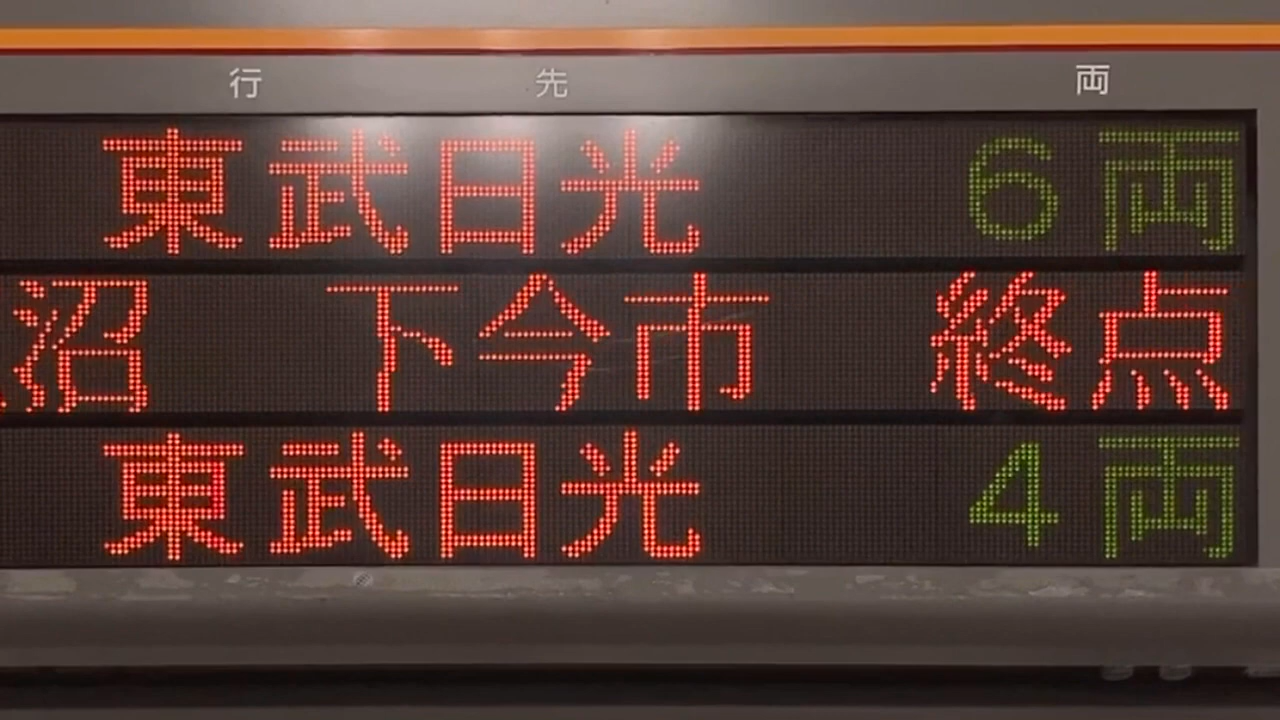 行先 両
東武日光 6両
沼 下今市 終点
東武日光 4両